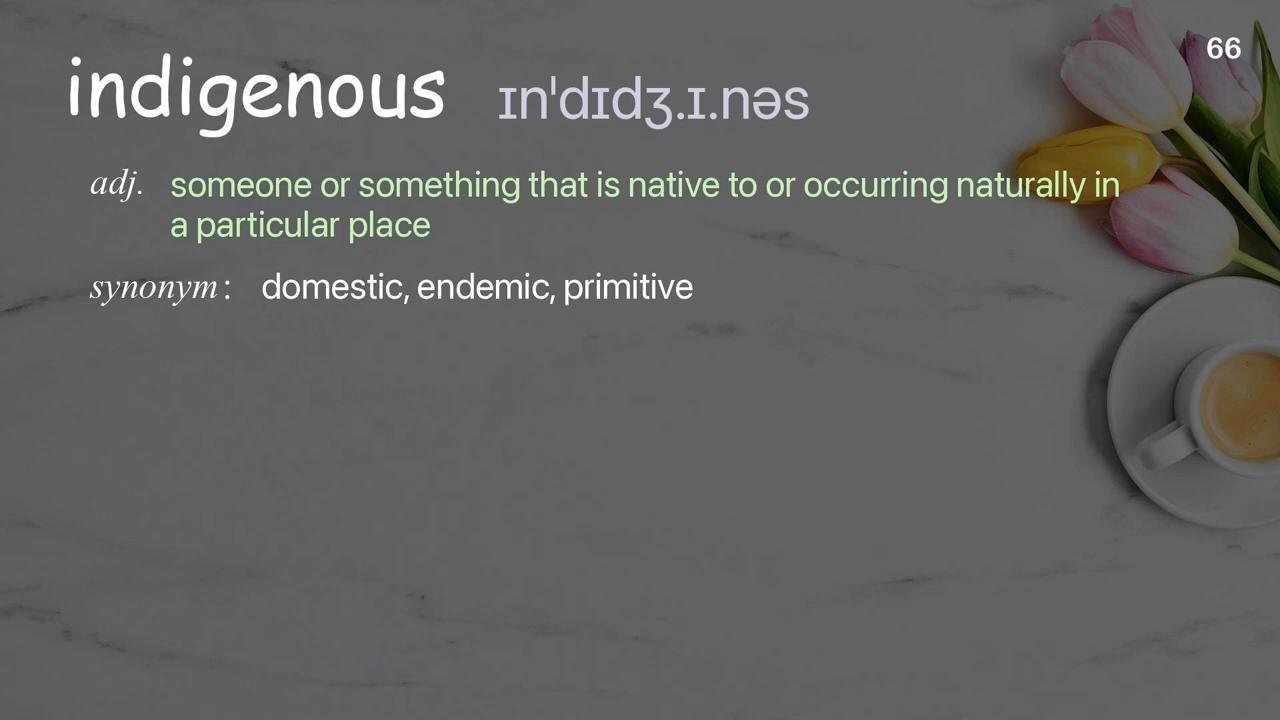 66
indigenous ɪnˈdɪdʒ.ɪ.nəs
adj. someone or something that is native to or occurring naturally in
a particular place
synonym: domestic, endemic, primitive